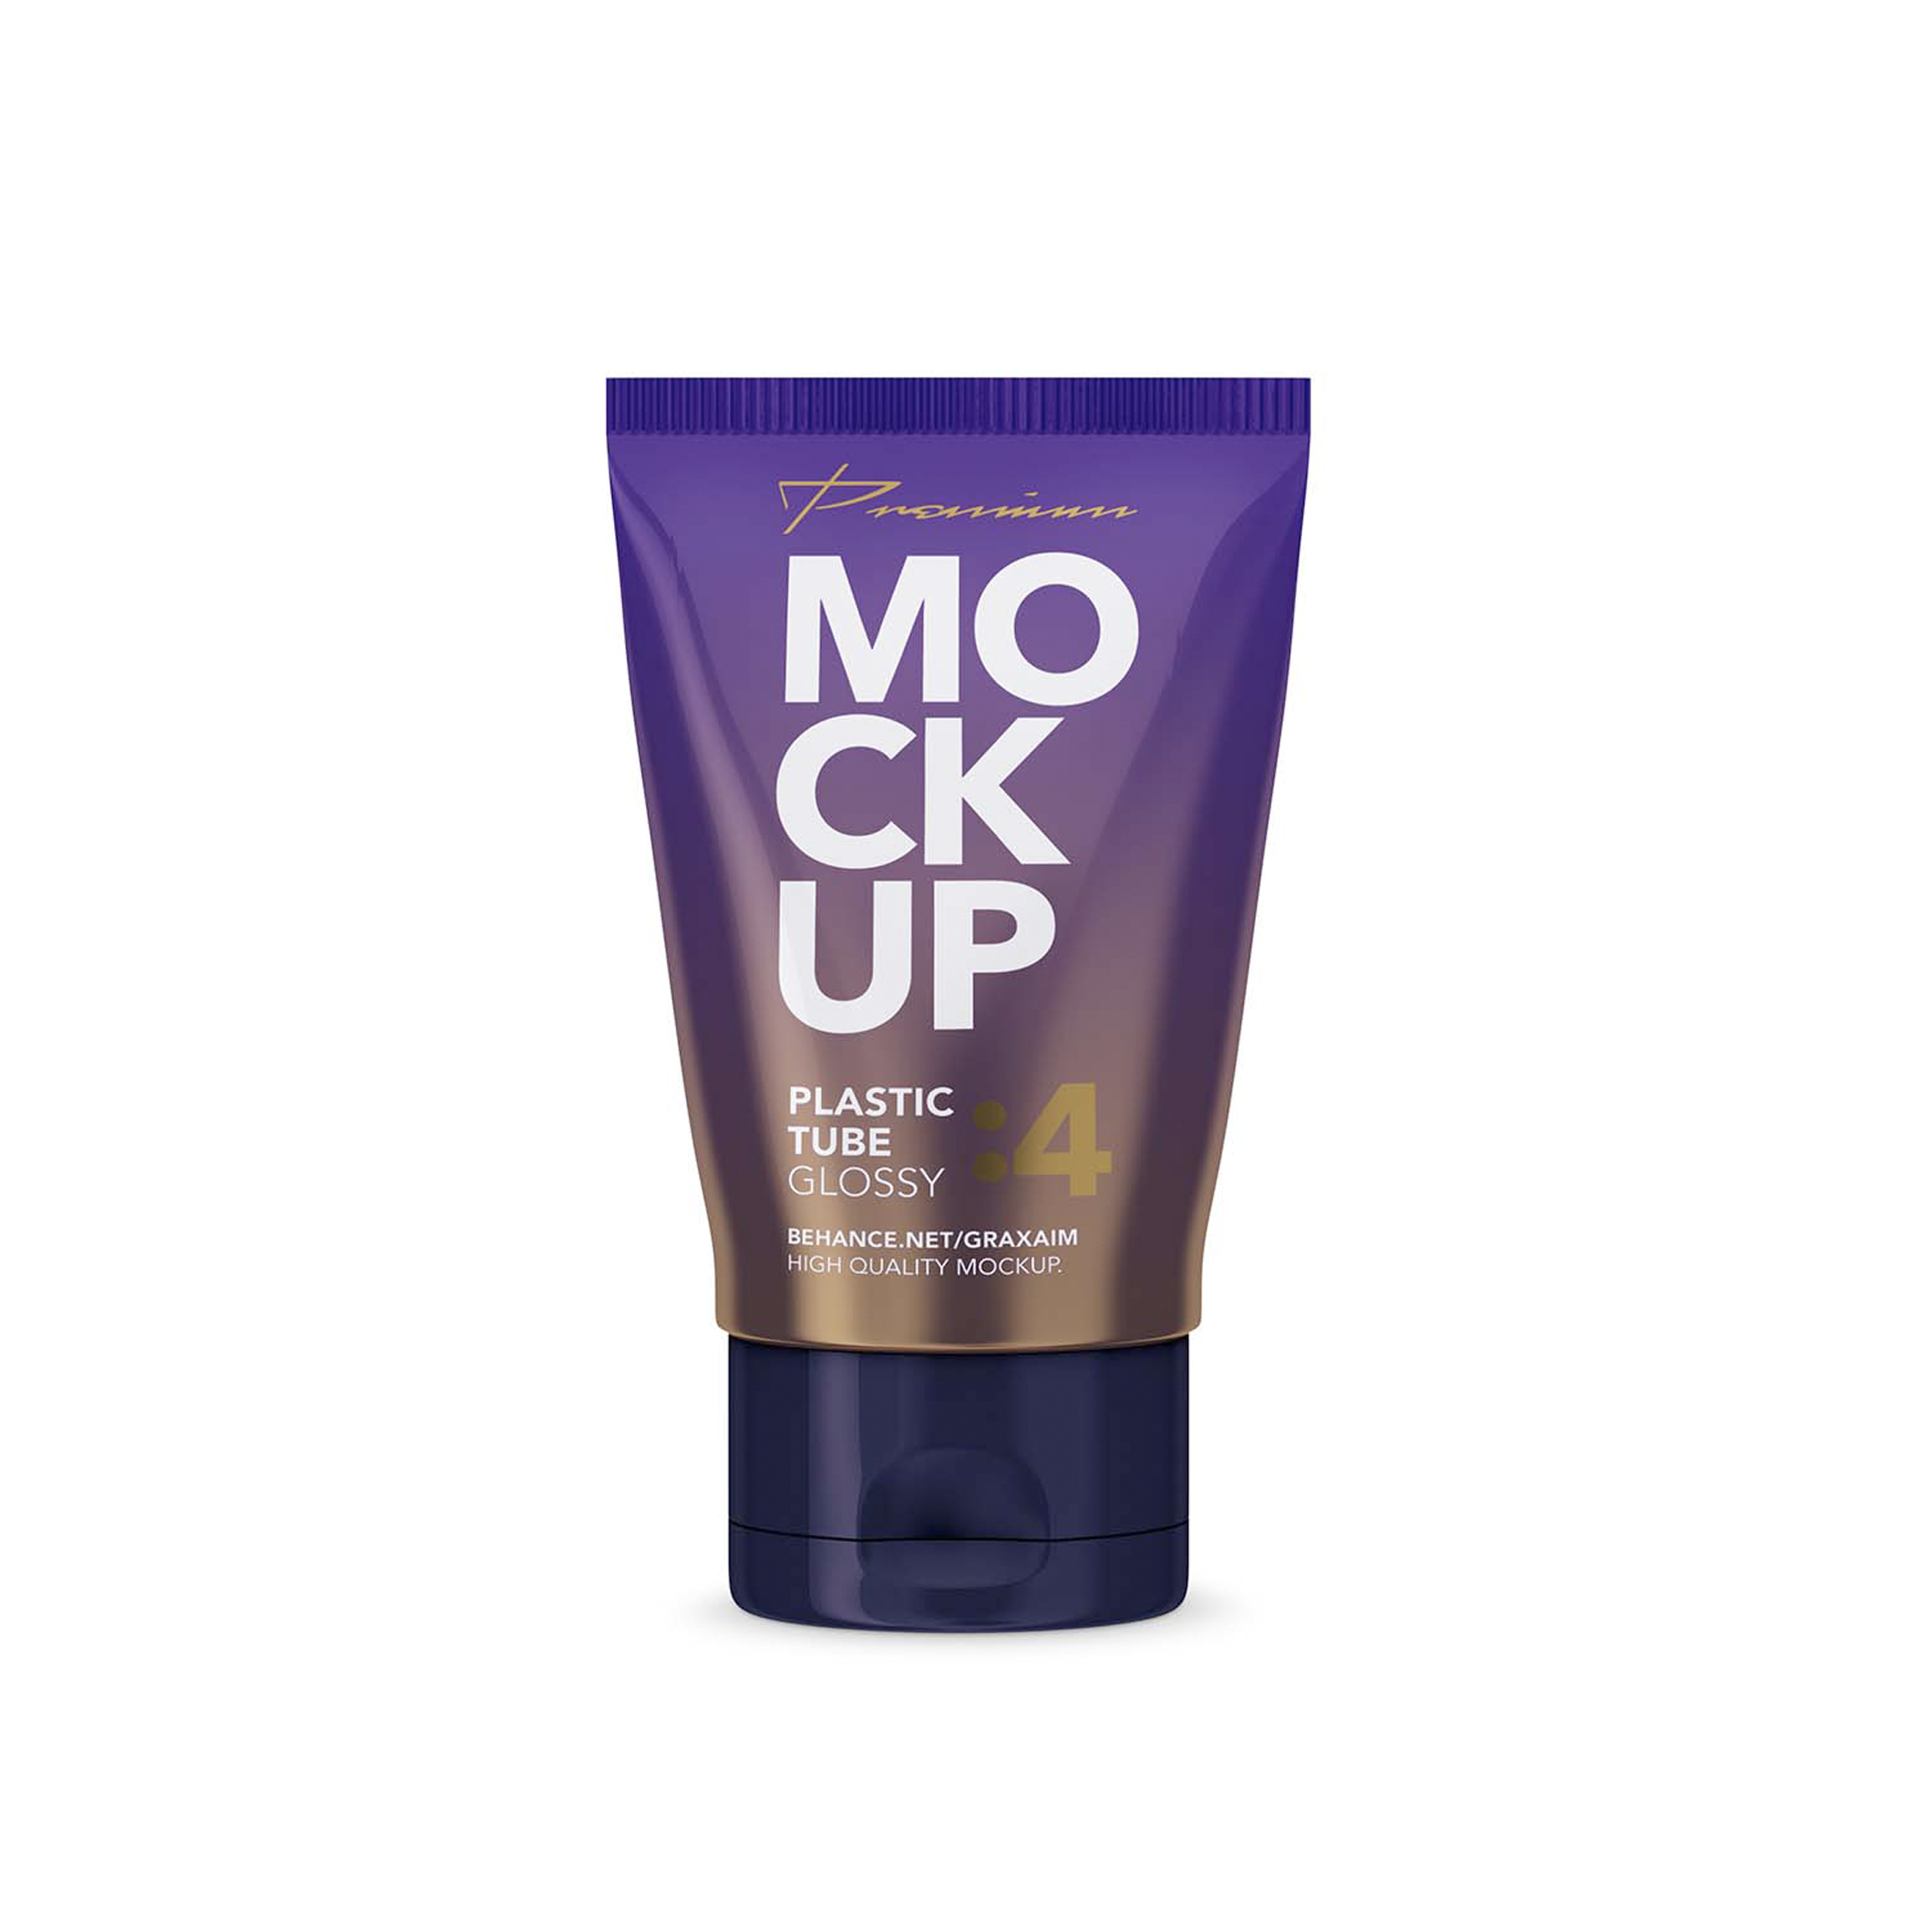 Premium
MO
CK
UP
PLASTIC
TUBE
GLOSSY
:4
BEHANCE.NET/GRAXAIM
HIGH QUALITY MOCKUP.